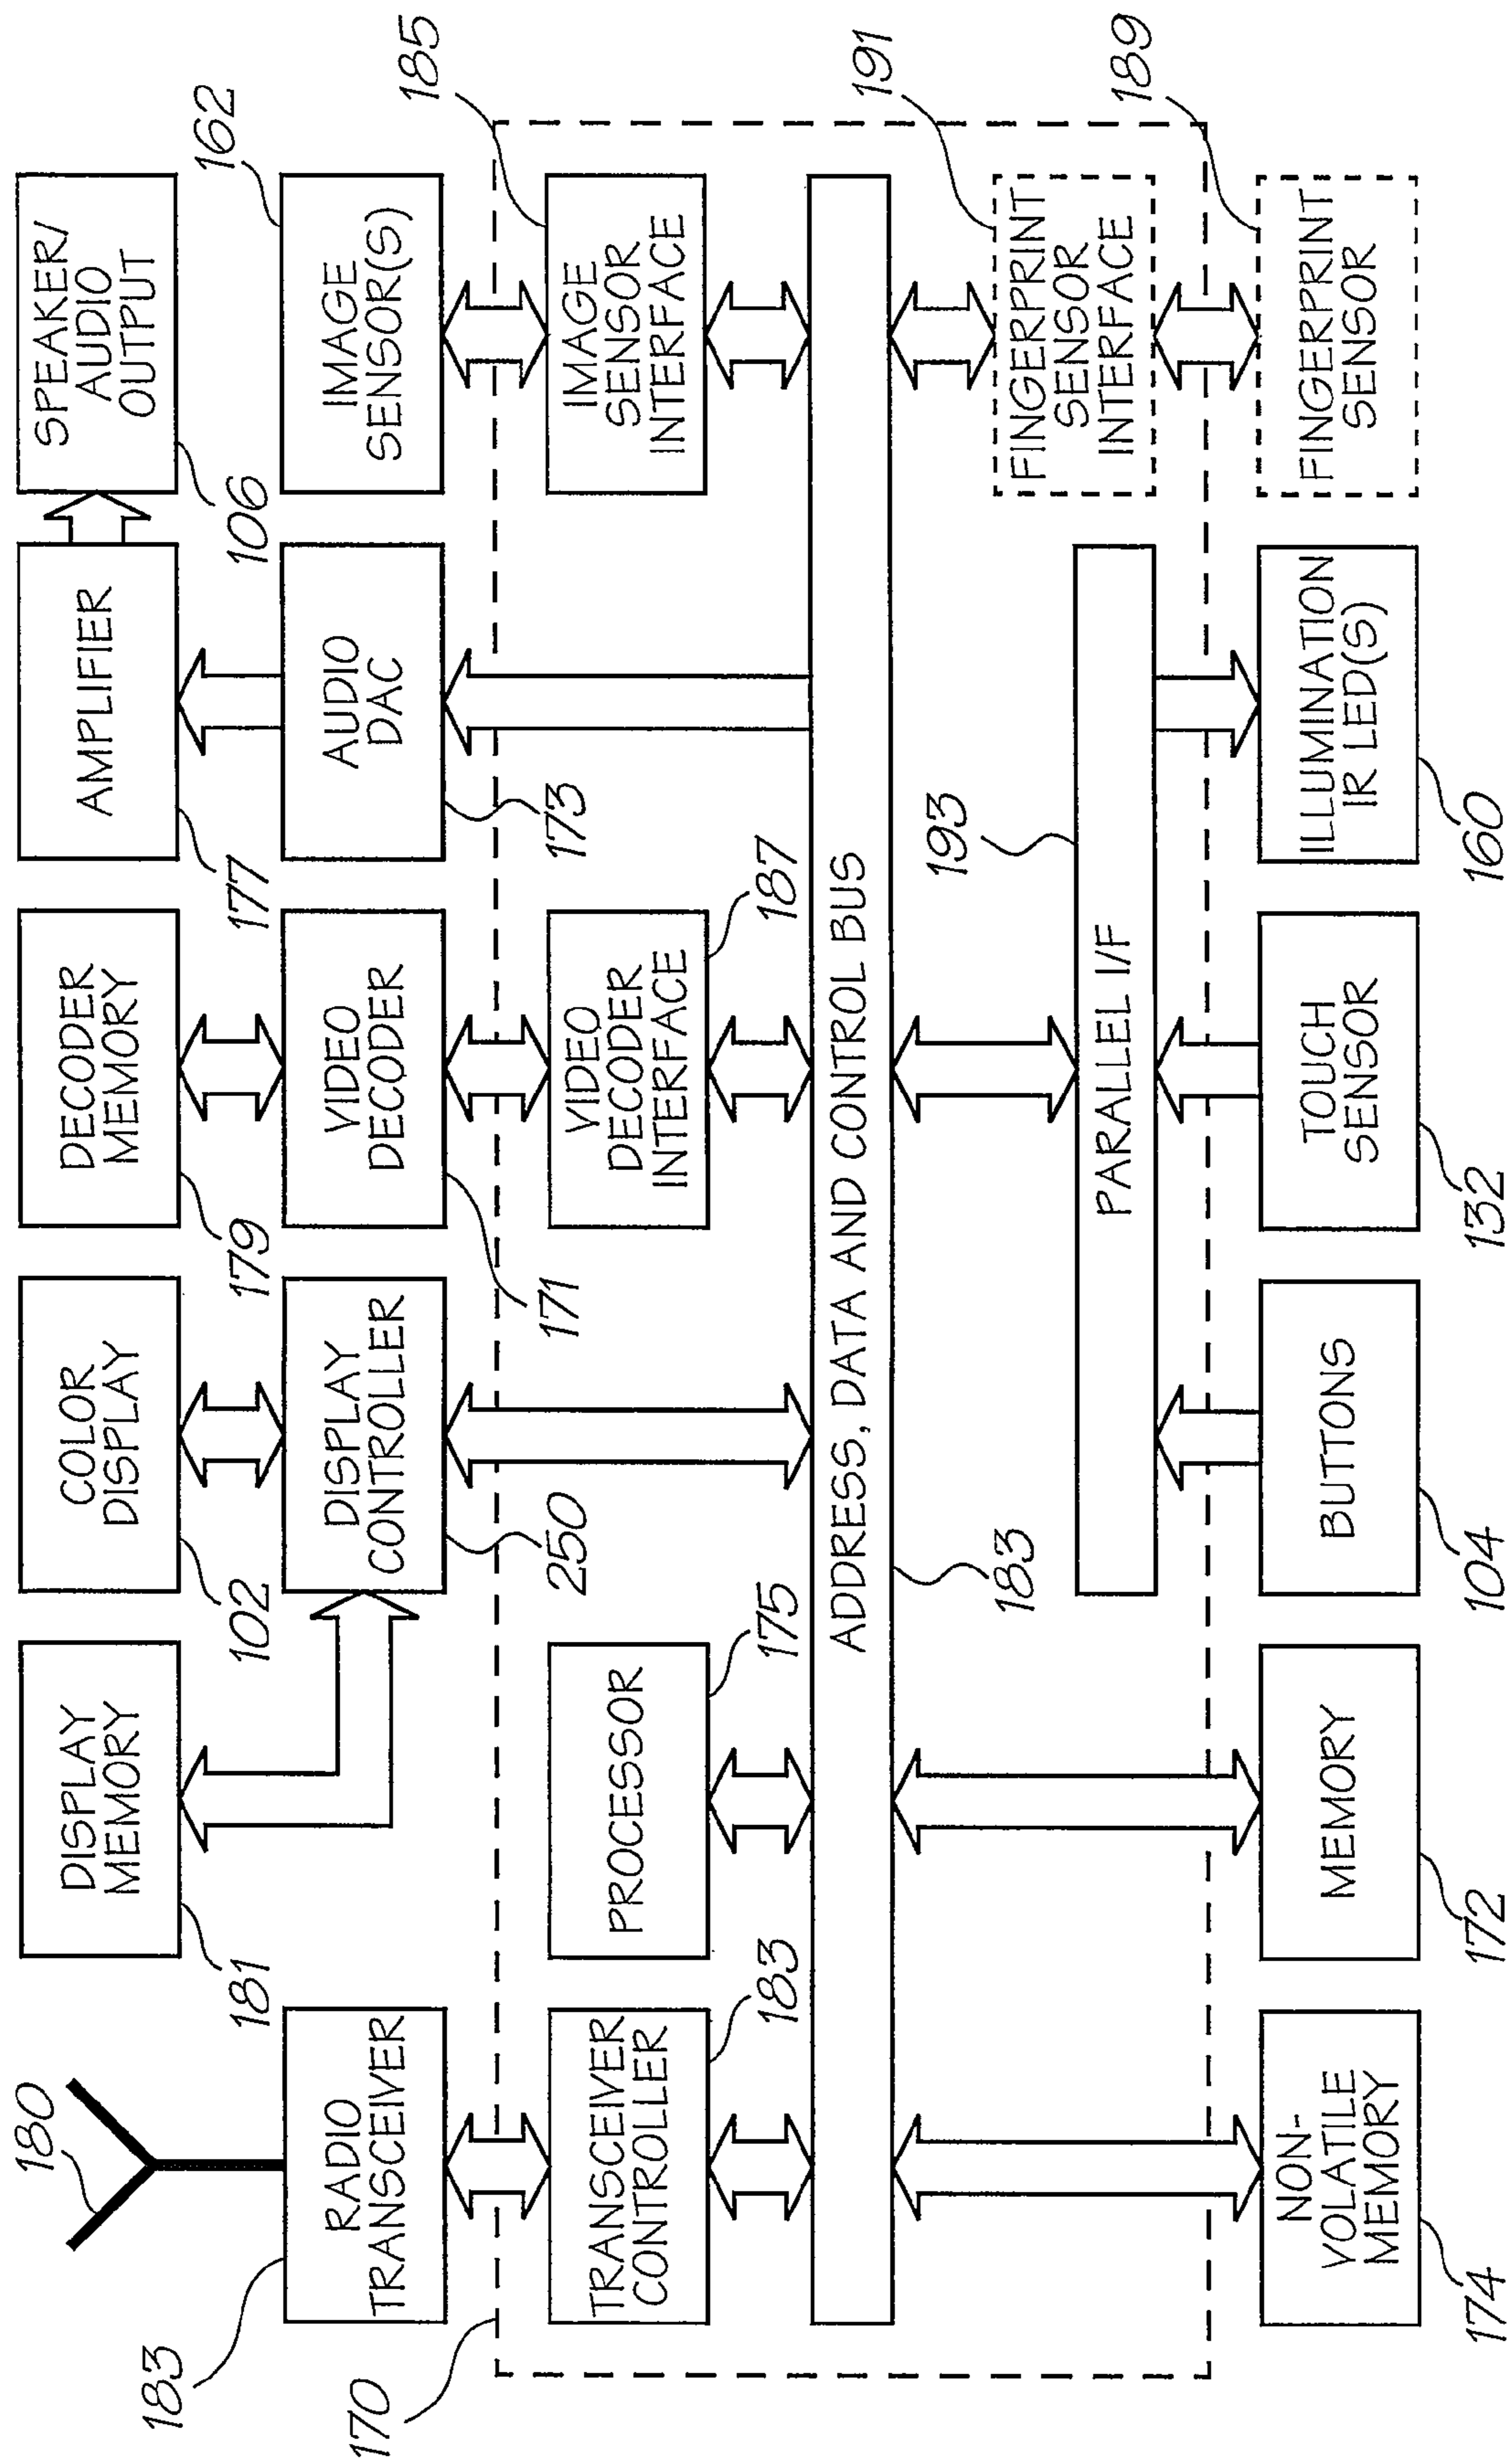 180
183
RADIO
TRANSCEIVER
170
TRANSCEIVER
CONTROLLER
183
DISPLAY
MEMORY
181
PROCESSOR
175
COLOR
DISPLAY
102
DISPLAY
CONTROLLER
250
DECODER
MEMORY
179
VIDEO
DECODER
171
VIDEO
DECODER
INTERFACE
187
AMPLIFIER
177
AUDIO
DAC
173
SPEAKER/
AUDIO
OUTPUT
106
IMAGE
SENSOR(S)
162
IMAGE
SENSOR
INTERFACE
185
ADDRESS, DATA AND CONTROL BUS
183
193
PARALLEL I/F
FINGERPRINT
SENSOR
INTERFACE
191
NON-
VOLATILE
MEMORY
174
MEMORY
172
BUTTONS
104
TOUCH
SENSOR
132
ILLUMINATION
IR LED(S)
160
FINGERPRINT
SENSOR
189